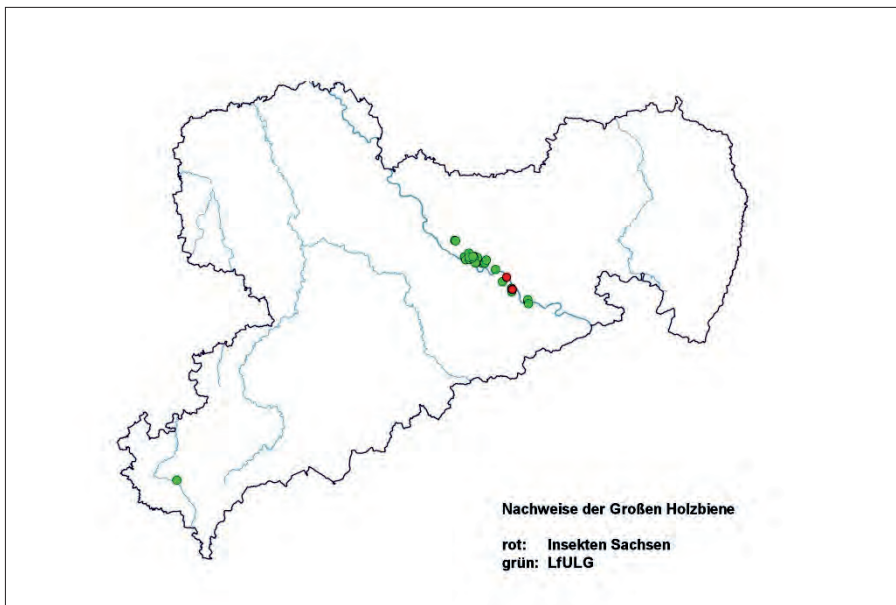 Nachweise der Großen Holzbiene
rot: Insekten Sachsen
grün: LfULG